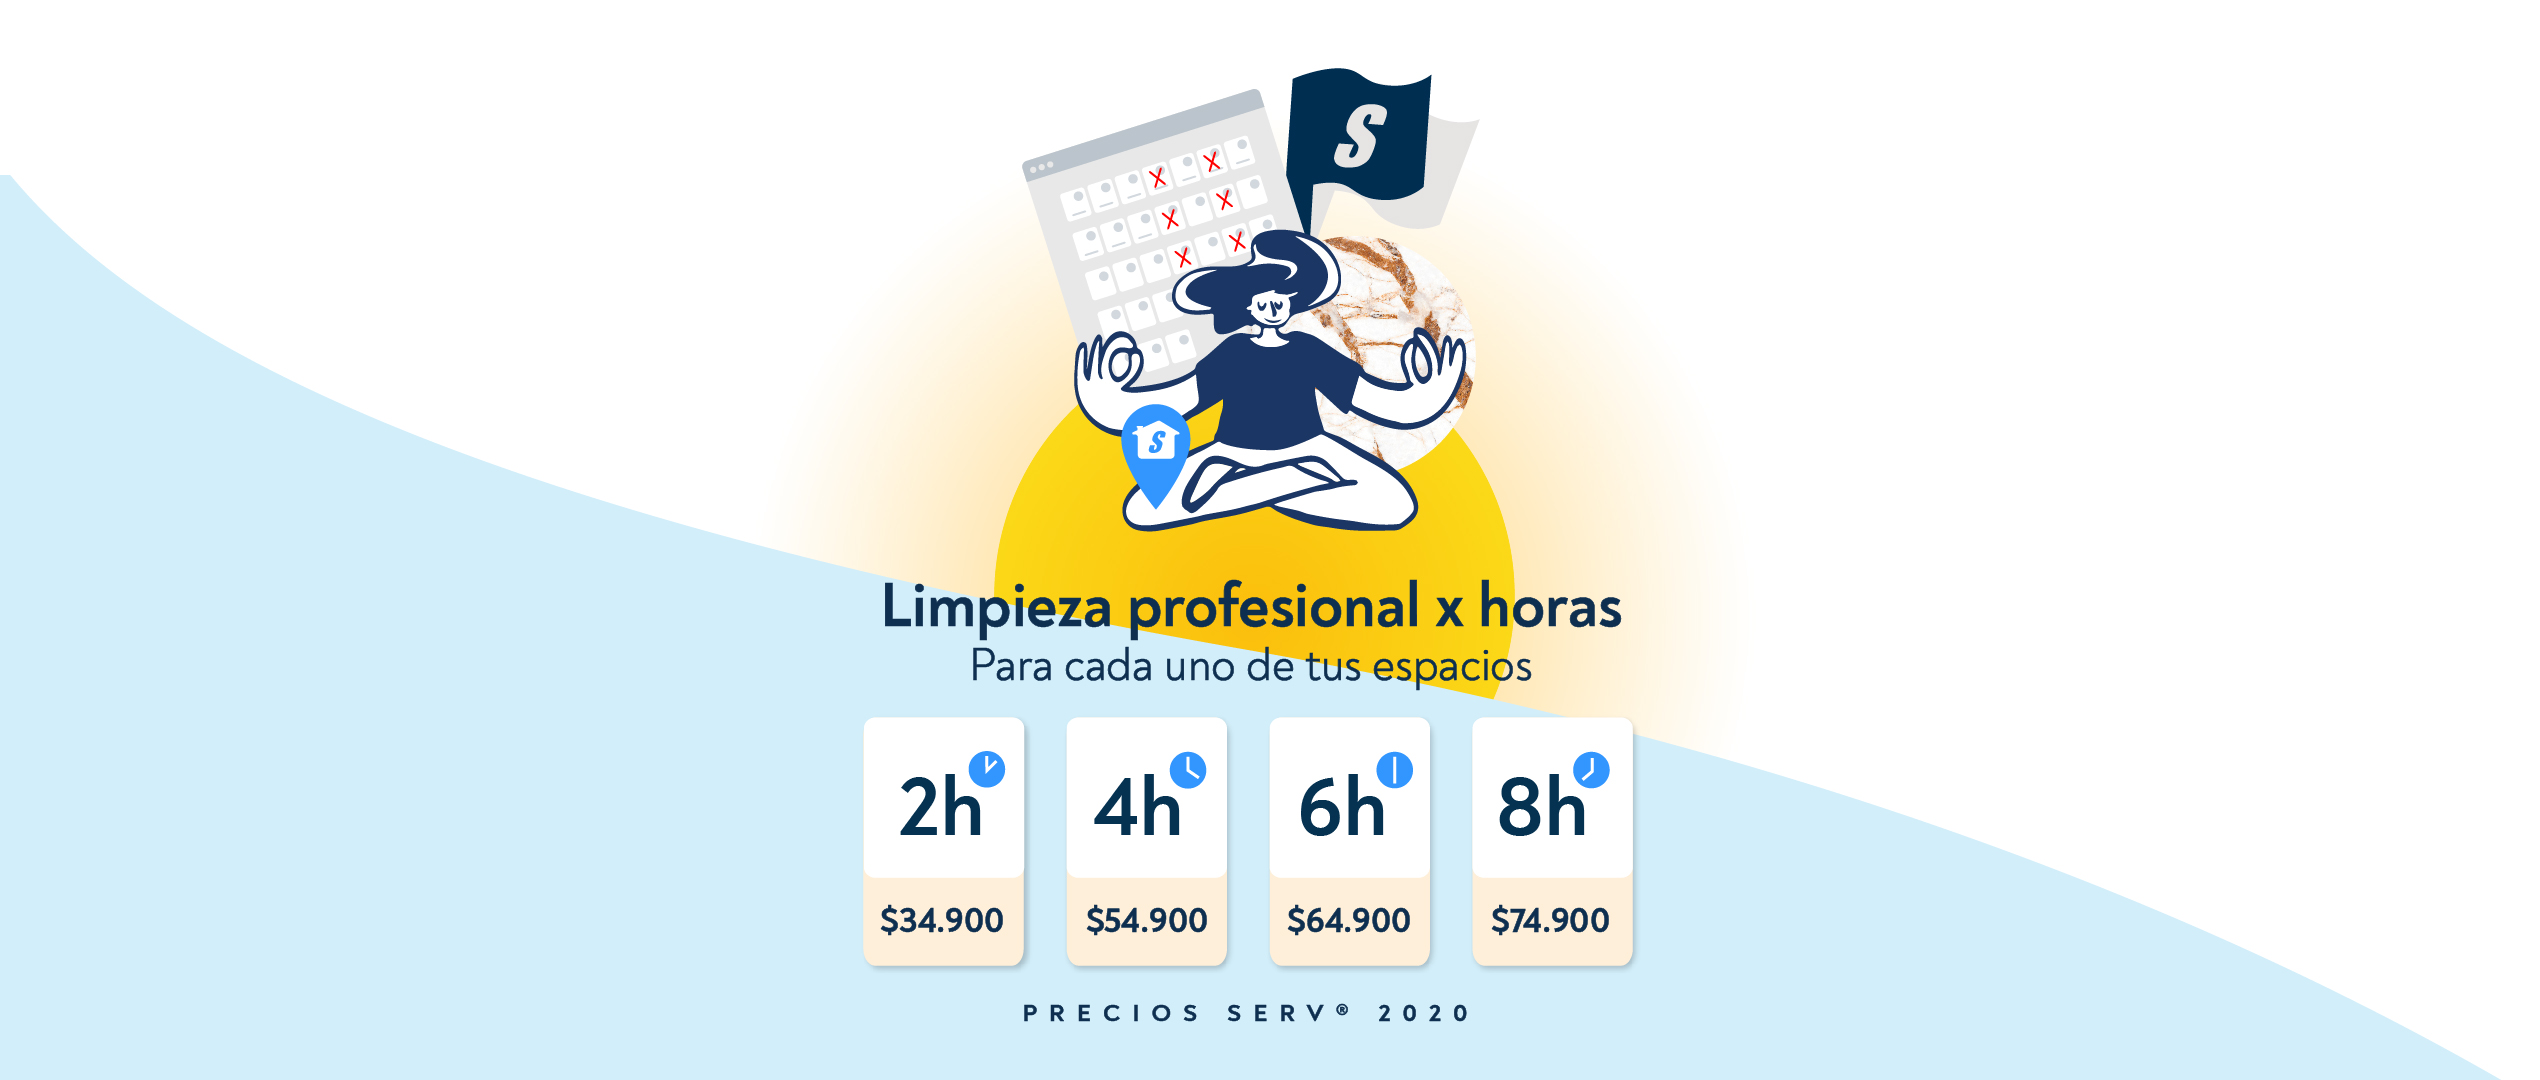 S
S
Limpieza profesional x horas
Para cada uno de tus espacios
2h 4h 6h 8h
$34.900 $54.900 $64.900 $74.900
PRECIOS SERV® 2020